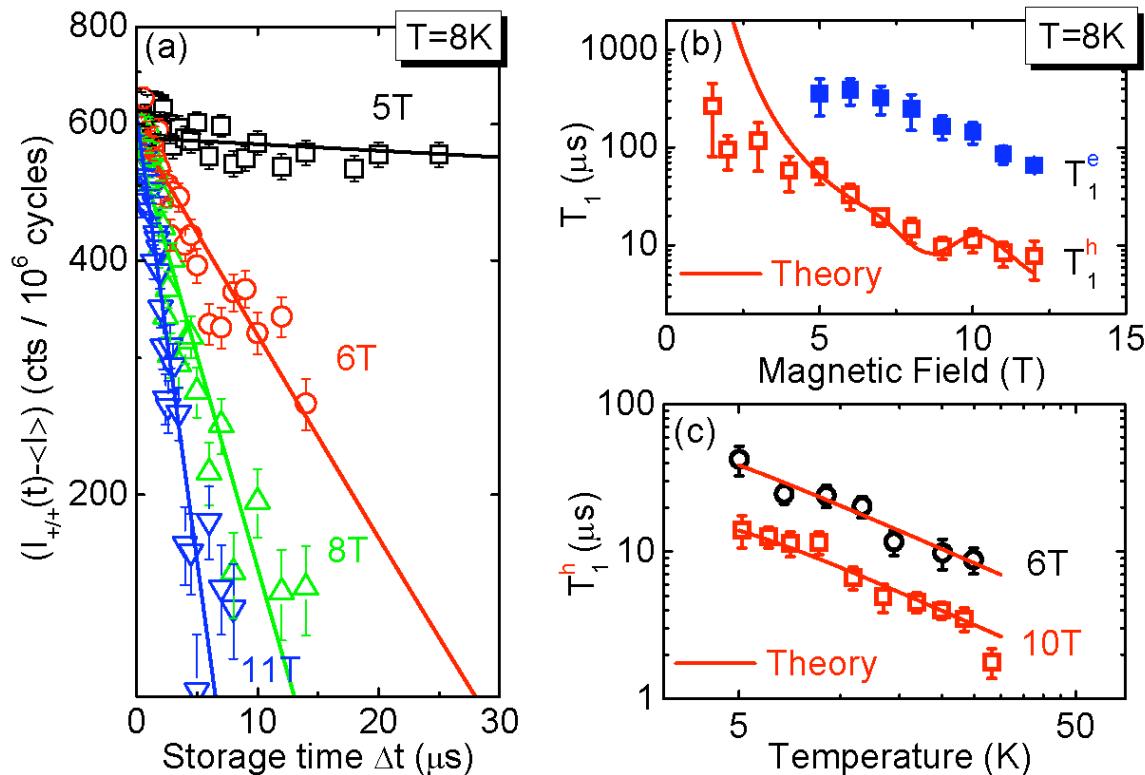 (a)
T=8K
800
600
400
200
5T
6T
8T
11T
0
10
20
30
Storage time Δt (μs)
(I+/+(t)-<I>) (cts / 10⁶ cycles)
(b)
T=8K
1000
100
10
T₁ (μs)
T₁ᵉ
T₁ʰ
Theory
0
5
10
15
Magnetic Field (T)
(c)
100
10
1
T₁ʰ (μs)
6T
10T
Theory
5
50
Temperature (K)